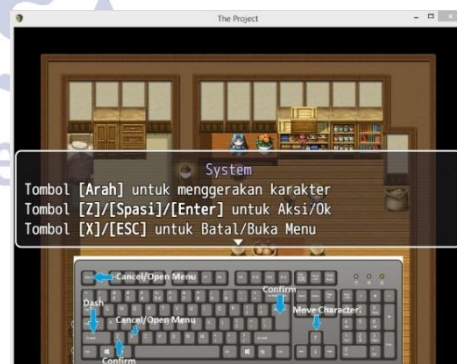 The Project
System
Tombol [Arah] untuk menggerakan karakter
Tombol [Z]/[Spasi]/[Enter] untuk Aksi/Ok
Tombol [X]/[ESC] untuk Batal/Buka Menu
Cancel/Open Menu
Confirm
Dash
Move Character
Cancel/Open Menu
Confirm